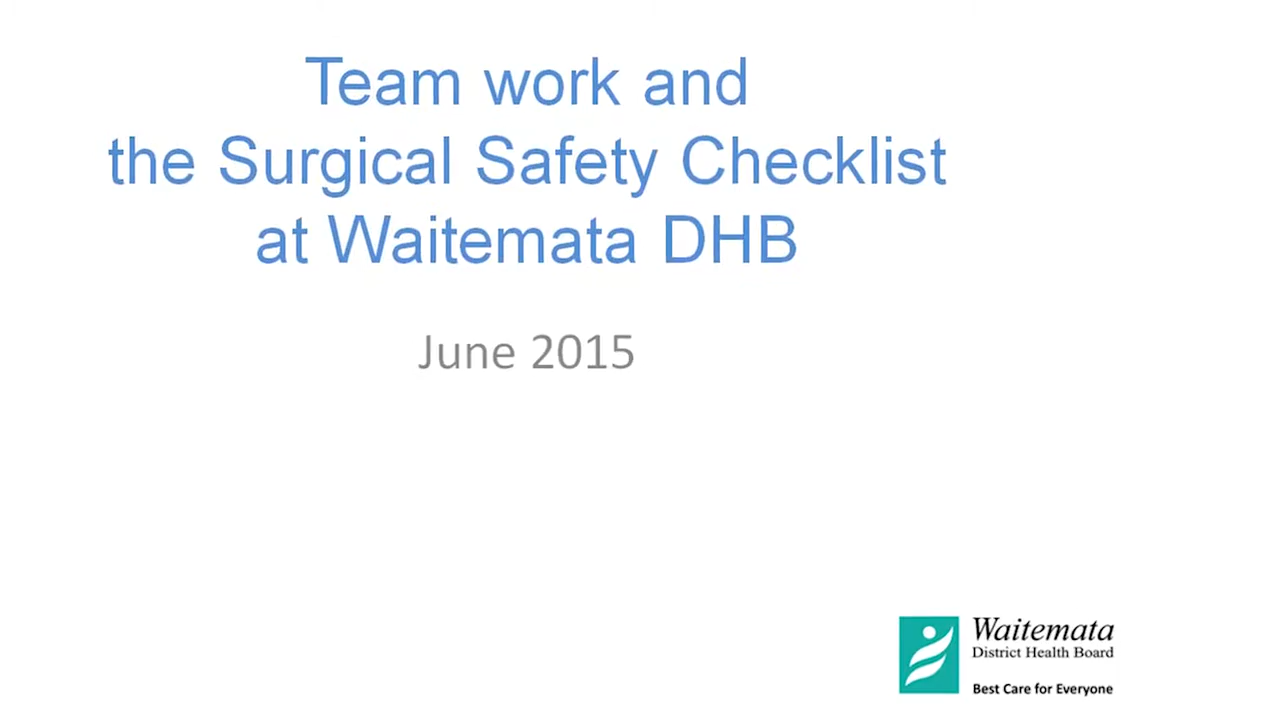 Team work and
the Surgical Safety Checklist
at Waitemata DHB
June 2015
Waitemata
District Health Board
Best Care for Everyone